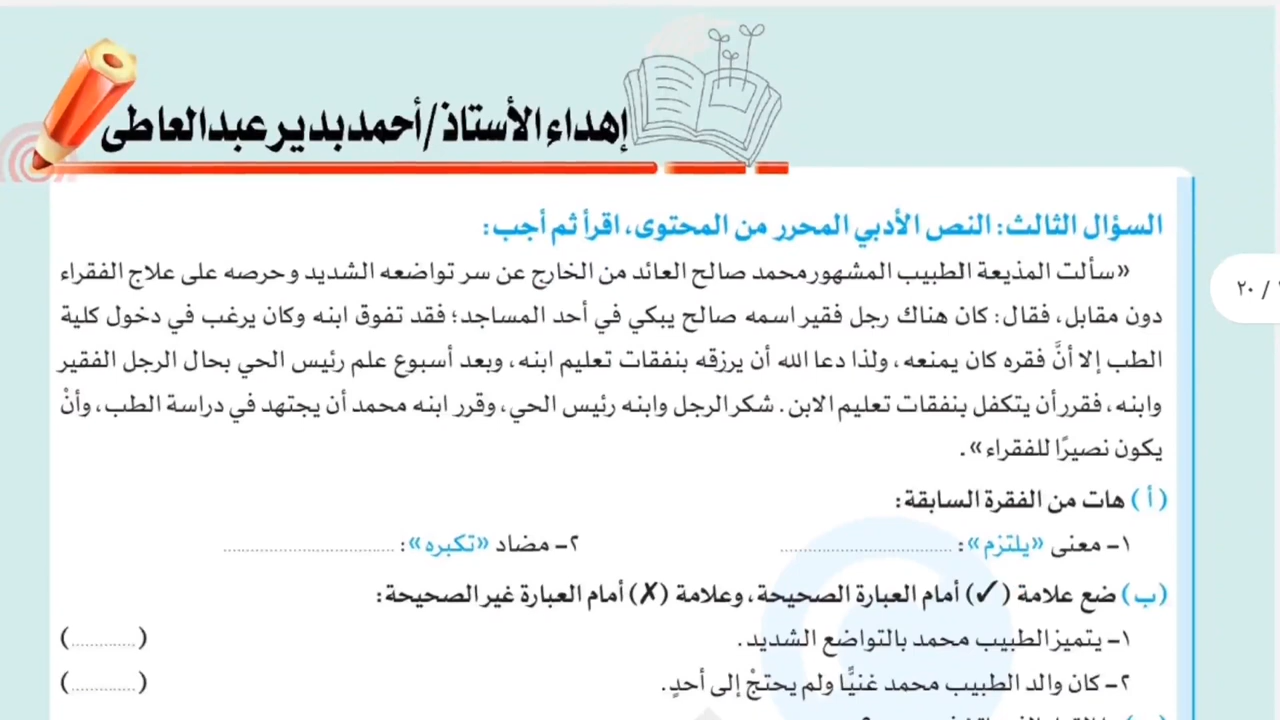 إهداء الأستاذ/أحمد بدير عبدالعاطى
السؤال الثالث: النص الأدبي المحرر من المحتوى، اقرأ ثم أجب:
«سألت المذيعة الطبيب المشهور محمد صالح العائد من الخارج عن سر تواضعه الشديد وحرصه على علاج الفقراء
دون مقابل، فقال: كان هناك رجل فقير اسمه صالح يبكي في أحد المساجد؛ فقد تفوق ابنه وكان يرغب في دخول كلية
الطب إلا أنَّ فقره كان يمنعه، ولذا دعا الله أن يرزقه بنفقات تعليم ابنه، وبعد أسبوع علم رئيس الحي بحال الرجل الفقير
وابنه، فقرر أن يتكفل بنفقات تعليم الابن. شكر الرجل وابنه رئيس الحي، وقرر ابنه محمد أن يجتهد في دراسة الطب، وأنْ
يكون نصيرًا للفقراء».
(أ) هات من الفقرة السابقة:
١- معنى «يلتزم»: .............................. ٢- مضاد «تكبره»: ..............................
(ب) ضع علامة (✓) أمام العبارة الصحيحة، وعلامة (✗) أمام العبارة غير الصحيحة:
١- يتميز الطبيب محمد بالتواضع الشديد. (............)
٢- كان والد الطبيب محمد غنيًّا ولم يحتجْ إلى أحدٍ. (............)
٢٠ /